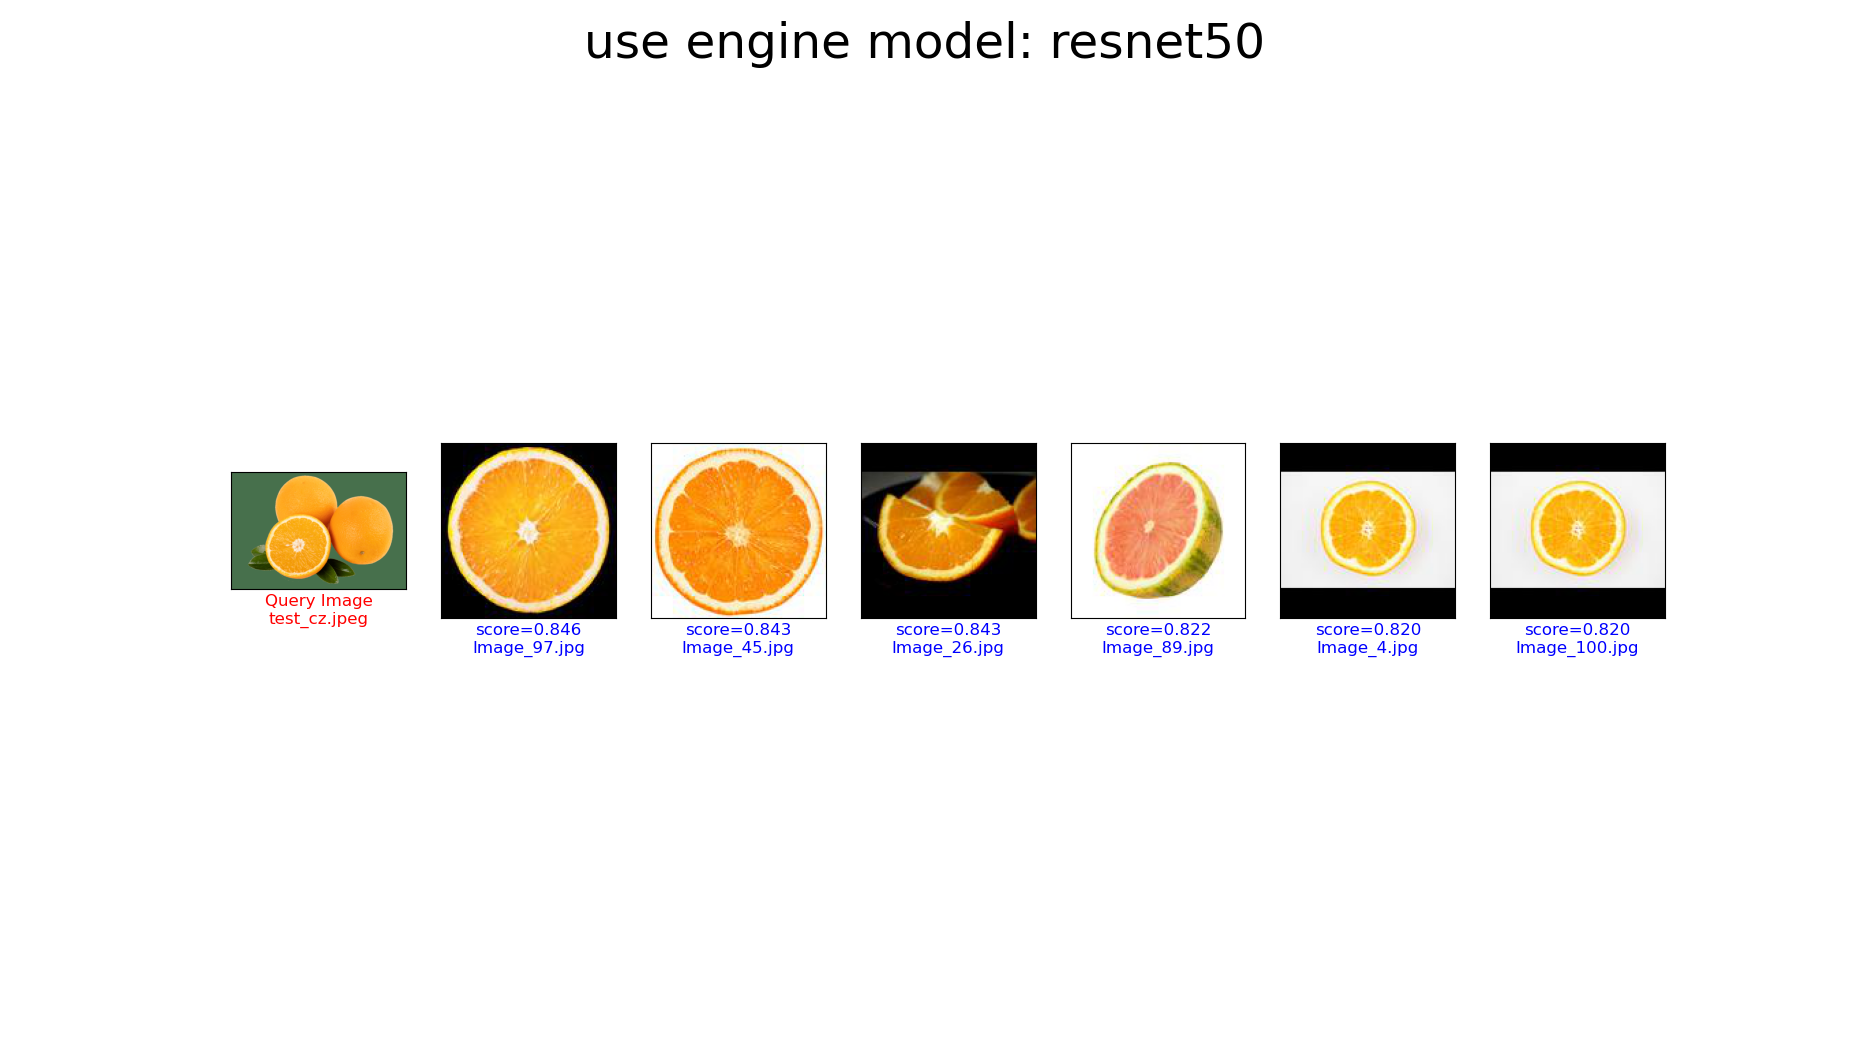 use engine model: resnet50
Query Image
test_cz.jpeg
score=0.846
Image_97.jpg
score=0.843
Image_45.jpg
score=0.843
Image_26.jpg
score=0.822
Image_89.jpg
score=0.820
Image_4.jpg
score=0.820
Image_100.jpg